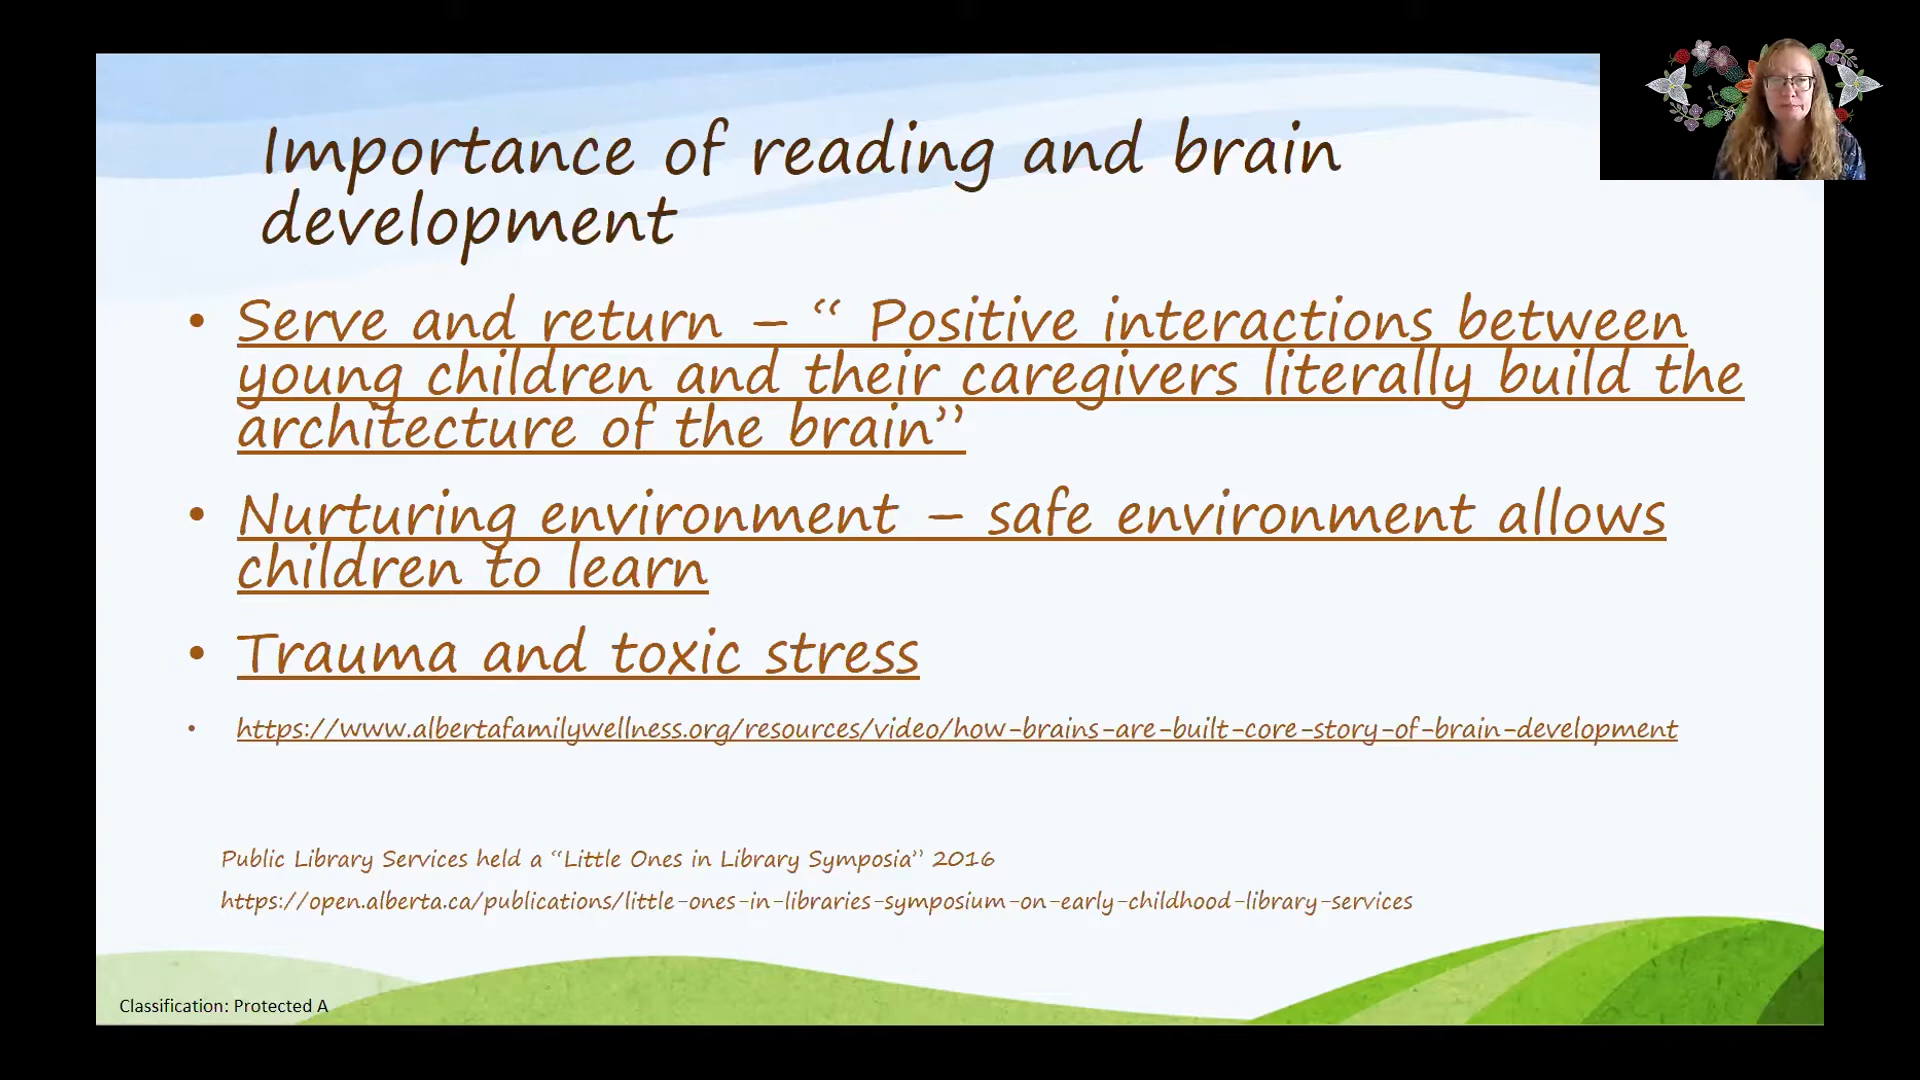 Importance of reading and brain
development
• Serve and return – “ Positive interactions between
young children and their caregivers literally build the
architecture of the brain”
• Nurturing environment – safe environment allows
children to learn
• Trauma and toxic stress
• https://www.albertafamilywellness.org/resources/video/how-brains-are-built-core-story-of-brain-development
Public Library Services held a “Little Ones in Library Symposia” 2016
https://open.alberta.ca/publications/little-ones-in-libraries-symposium-on-early-childhood-library-services
Classification: Protected A